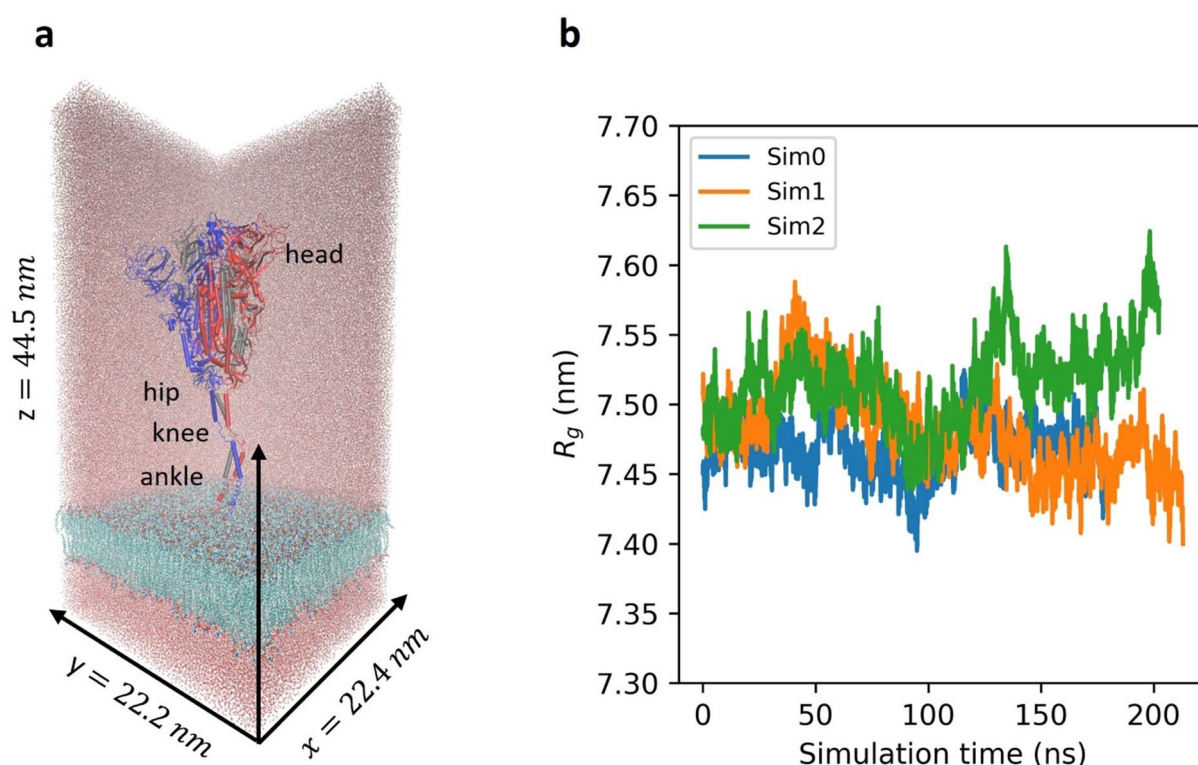 a
head
hip
knee
ankle
z = 44.5 nm
y = 22.2 nm
x = 22.4 nm
b
7.70
7.65
7.60
7.55
7.50
7.45
7.40
7.35
7.30
Rg (nm)
Sim0
Sim1
Sim2
0 50 100 150 200
Simulation time (ns)